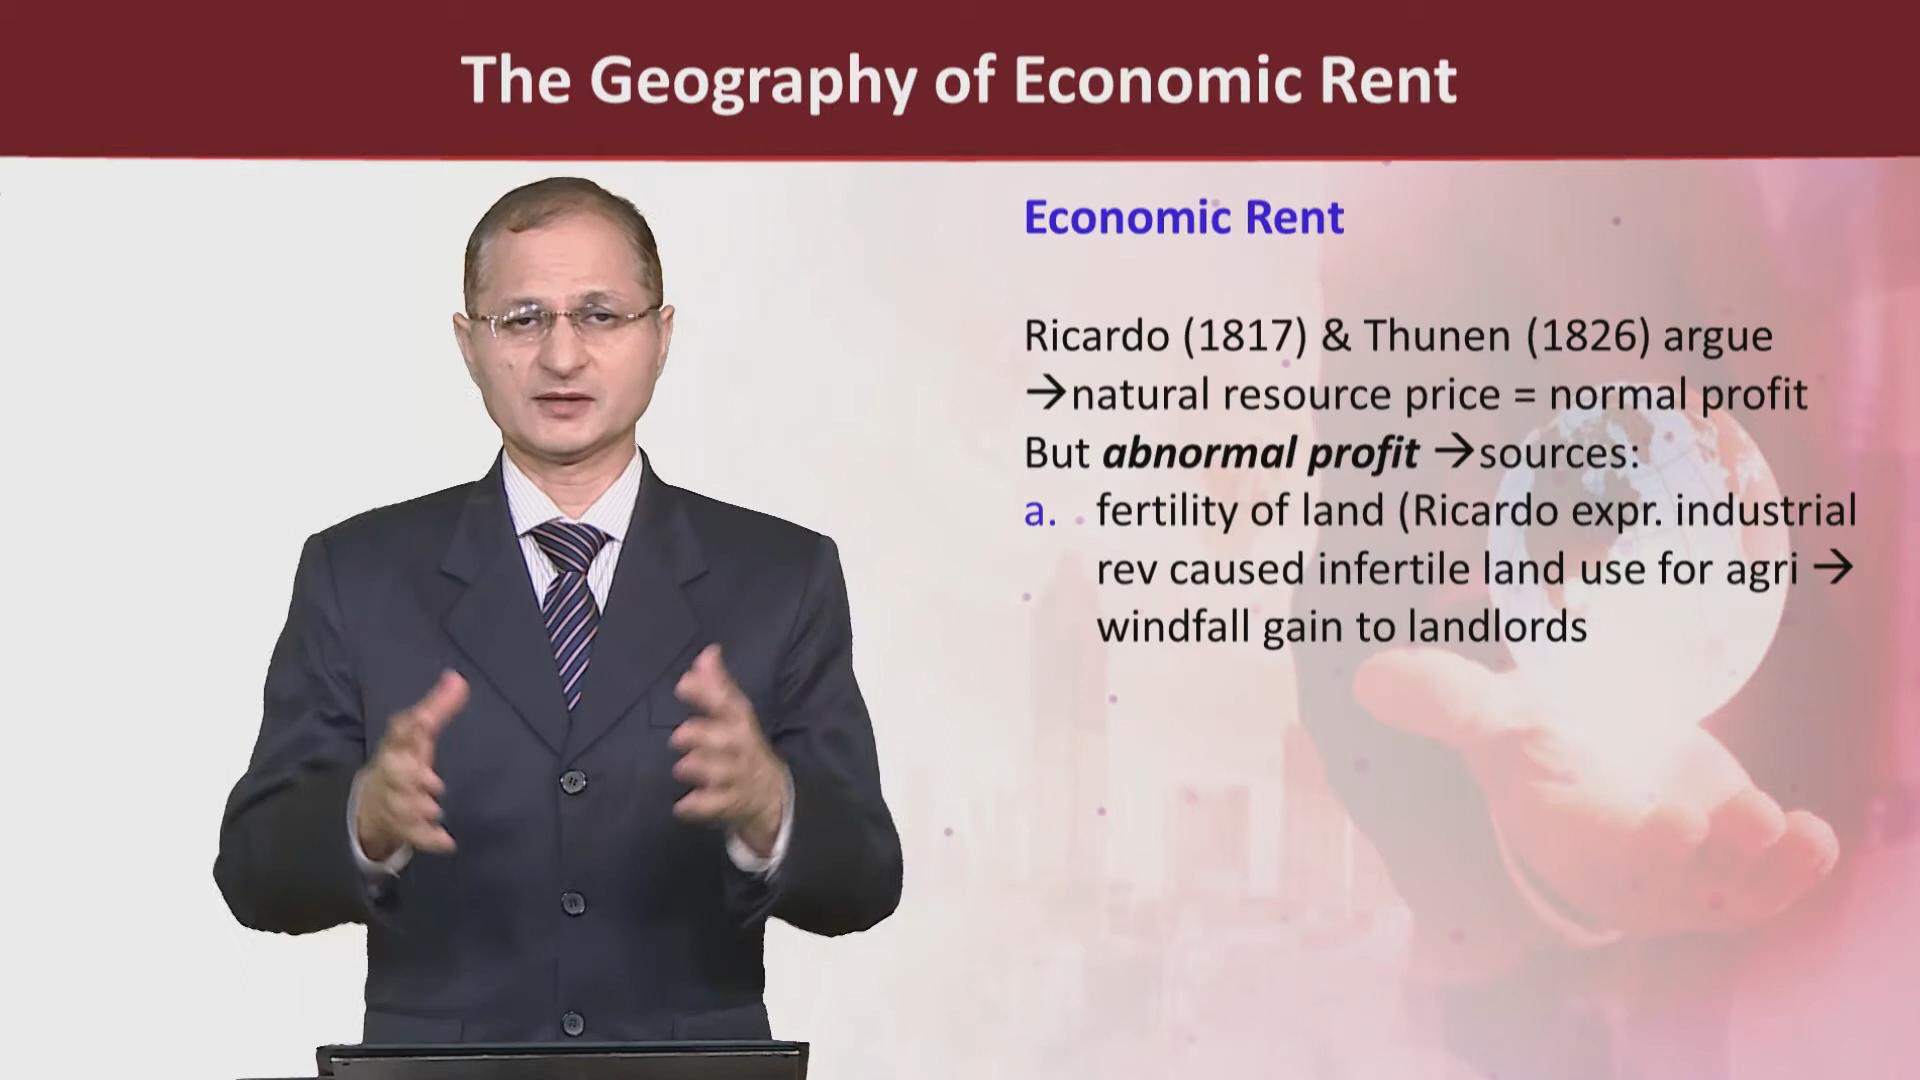 The Geography of Economic Rent
Economic Rent
Ricardo (1817) & Thunen (1826) argue
→natural resource price = normal profit
But abnormal profit →sources:
a. fertility of land (Ricardo expr. industrial
rev caused infertile land use for agri →
windfall gain to landlords